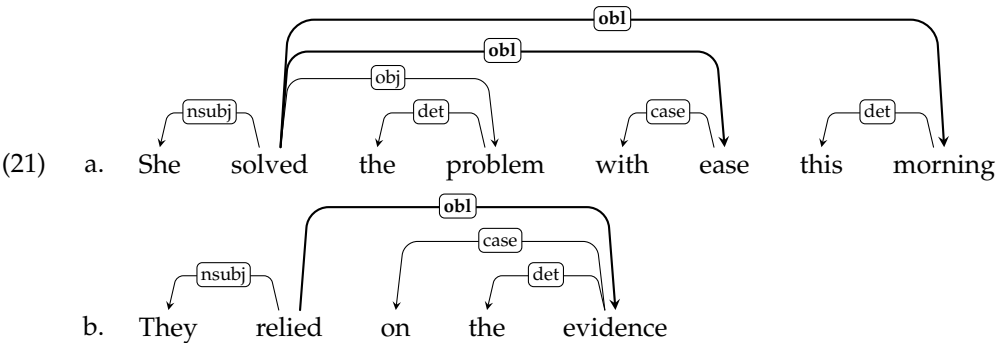 obl
obl
obj
nsubj det case det
(21) a. She solved the problem with ease this morning
obl
case
nsubj det
b. They relied on the evidence